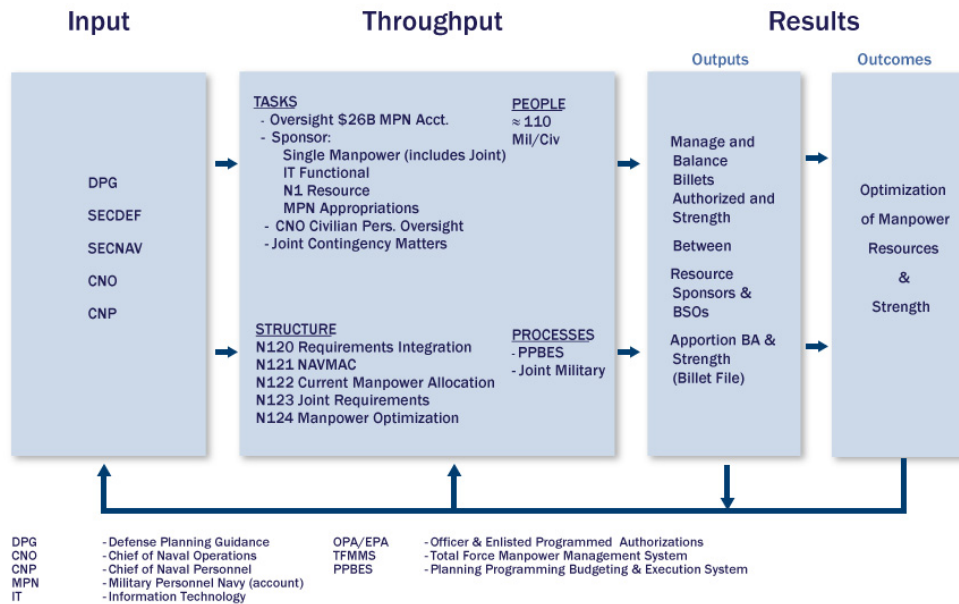 Input
Throughput
Results
Outputs
Outcomes
DPG
SECDEF
SECNAV
CNO
CNP
TASKS
- Oversight $26B MPN Acct.
- Sponsor:
Single Manpower (includes Joint)
IT Functional
N1 Resource
MPN Appropriations
- CNO Civilian Pers. Oversight
- Joint Contingency Matters
PEOPLE
≈ 110
Mil/Civ
STRUCTURE
N120 Requirements Integration
N121 NAVMAC
N122 Current Manpower Allocation
N123 Joint Requirements
N124 Manpower Optimization
PROCESSES
- PPBES
- Joint Military
Manage and
Balance
Billets
Authorized and
Strength
Between
Resource
Sponsors &
BSOs
Apportion BA &
Strength
(Billet File)
Optimization
of Manpower
Resources
&
Strength
DPG - Defense Planning Guidance
CNO - Chief of Naval Operations
CNP - Chief of Naval Personnel
MPN - Military Personnel Navy (account)
IT - Information Technology
OPA/EPA - Officer & Enlisted Programmed Authorizations
TFMMS - Total Force Manpower Management System
PPBES - Planning Programming Budgeting & Execution System